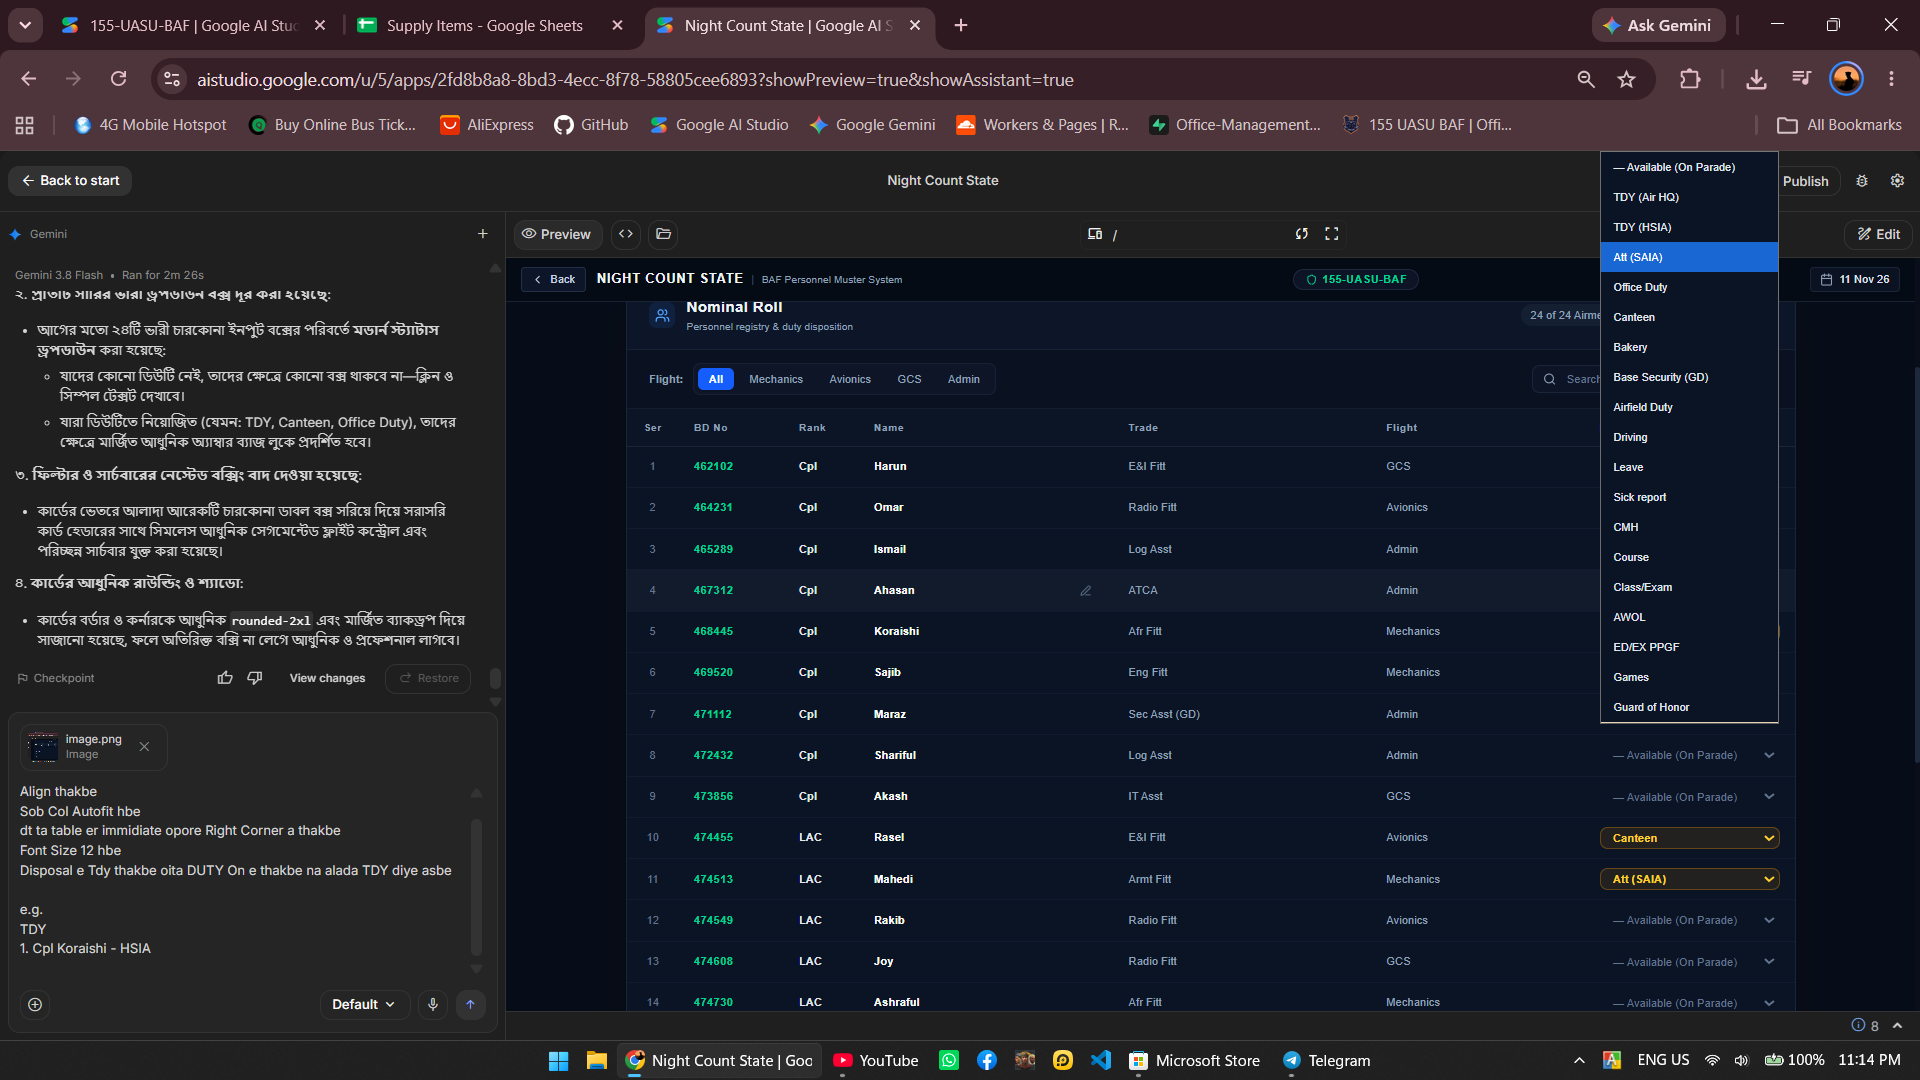 155-UASU-BAF | Google AI Stud
Supply Items - Google Sheets
Night Count State | Google AI S
Ask Gemini
aistudio.google.com/u/5/apps/2fd8b8a8-8bd3-4ecc-8f78-58805cee6893?showPreview=true&showAssistant=true
4G Mobile Hotspot
Buy Online Bus Tick...
AliExpress
GitHub
Google AI Studio
Google Gemini
Workers & Pages | R...
Office-Management...
155 UASU BAF | Offi...
All Bookmarks
Back to start
Night Count State
Publish
Gemini
Preview
/
Edit
Gemini 3.8 Flash • Ran for 2m 26s
২. প্রতিটি সারির ভারী ড্রপডাউন বক্স দূর করা হয়েছে:
• আগের মতো ২৪টি ভারী চারকোনা ইনপুট বক্সের পরিবর্তে মডার্ন স্ট্যাটাস
ড্রপডাউন করা হয়েছে:
◦ যাদের কোনো ডিউটি নেই, তাদের ক্ষেত্রে কোনো বক্স থাকবে না—ক্লিন ও
সিম্পল টেক্সট দেখাবে।
◦ যারা ডিউটিতে নিয়োজিত (যেমন: TDY, Canteen, Office Duty), তাদের
ক্ষেত্রে মার্জিত আধুনিক অ্যাম্বার ব্যাজ লুকে প্রদর্শিত হবে।
৩. ফিল্টার ও সার্চবারের নেস্টেড বক্সিং বাদ দেওয়া হয়েছে:
• কার্ডের ভেতরে আলাদা আরেকটি চারকোনা ডাবল বক্স সরিয়ে দিয়ে সরাসরি
কার্ড হেডারের সাথে সিমলেস আধুনিক সেগমেন্টেড ফ্লাইট কন্ট্রোল এবং
পরিচ্ছন্ন সার্চবার যুক্ত করা হয়েছে।
৪. কার্ডের আধুনিক রাউন্ডিং ও শ্যাডো:
• কার্ডের বর্ডার ও কর্নারকে আধুনিক rounded-2xl এবং মার্জিত ব্যাকড্রপ দিয়ে
সাজানো হয়েছে, ফলে অতিরিক্ত বক্সি না লেগে আধুনিক ও প্রফেশনাল লাগবে।
Checkpoint
View changes
Restore
image.png
Image
Align thakbe
Sob Col Autofit hbe
dt ta table er immidiate opore Right Corner a thakbe
Font Size 12 hbe
Disposal e Tdy thakbe oita DUTY On e thakbe na alada TDY diye asbe
e.g.
TDY
1. Cpl Koraishi - HSIA
Default
Back
NIGHT COUNT STATE | BAF Personnel Muster System
155-UASU-BAF
11 Nov 26
Nominal Roll
Personnel registry & duty disposition
24 of 24 Airme
Flight: All Mechanics Avionics GCS Admin
Searc
Ser BD No Rank Name Trade Flight
1 462102 Cpl Harun E&I Fitt GCS
2 464231 Cpl Omar Radio Fitt Avionics
3 465289 Cpl Ismail Log Asst Admin
4 467312 Cpl Ahasan ATCA Admin
5 468445 Cpl Koraishi Afr Fitt Mechanics
6 469520 Cpl Sajib Eng Fitt Mechanics
7 471112 Cpl Maraz Sec Asst (GD) Admin
8 472432 Cpl Shariful Log Asst Admin — Available (On Parade)
9 473856 Cpl Akash IT Asst GCS — Available (On Parade)
10 474455 LAC Rasel E&I Fitt Avionics Canteen
11 474513 LAC Mahedi Armt Fitt Mechanics Att (SAIA)
12 474549 LAC Rakib Radio Fitt Avionics — Available (On Parade)
13 474608 LAC Joy Radio Fitt GCS — Available (On Parade)
14 474730 LAC Ashraful Afr Fitt Mechanics — Available (On Parade)
— Available (On Parade)
TDY (Air HQ)
TDY (HSIA)
Att (SAIA)
Office Duty
Canteen
Bakery
Base Security (GD)
Airfield Duty
Driving
Leave
Sick report
CMH
Course
Class/Exam
AWOL
ED/EX PPGF
Games
Guard of Honor
8
Night Count State | Goo
YouTube
Microsoft Store
Telegram
ENG US
100%
11:14 PM